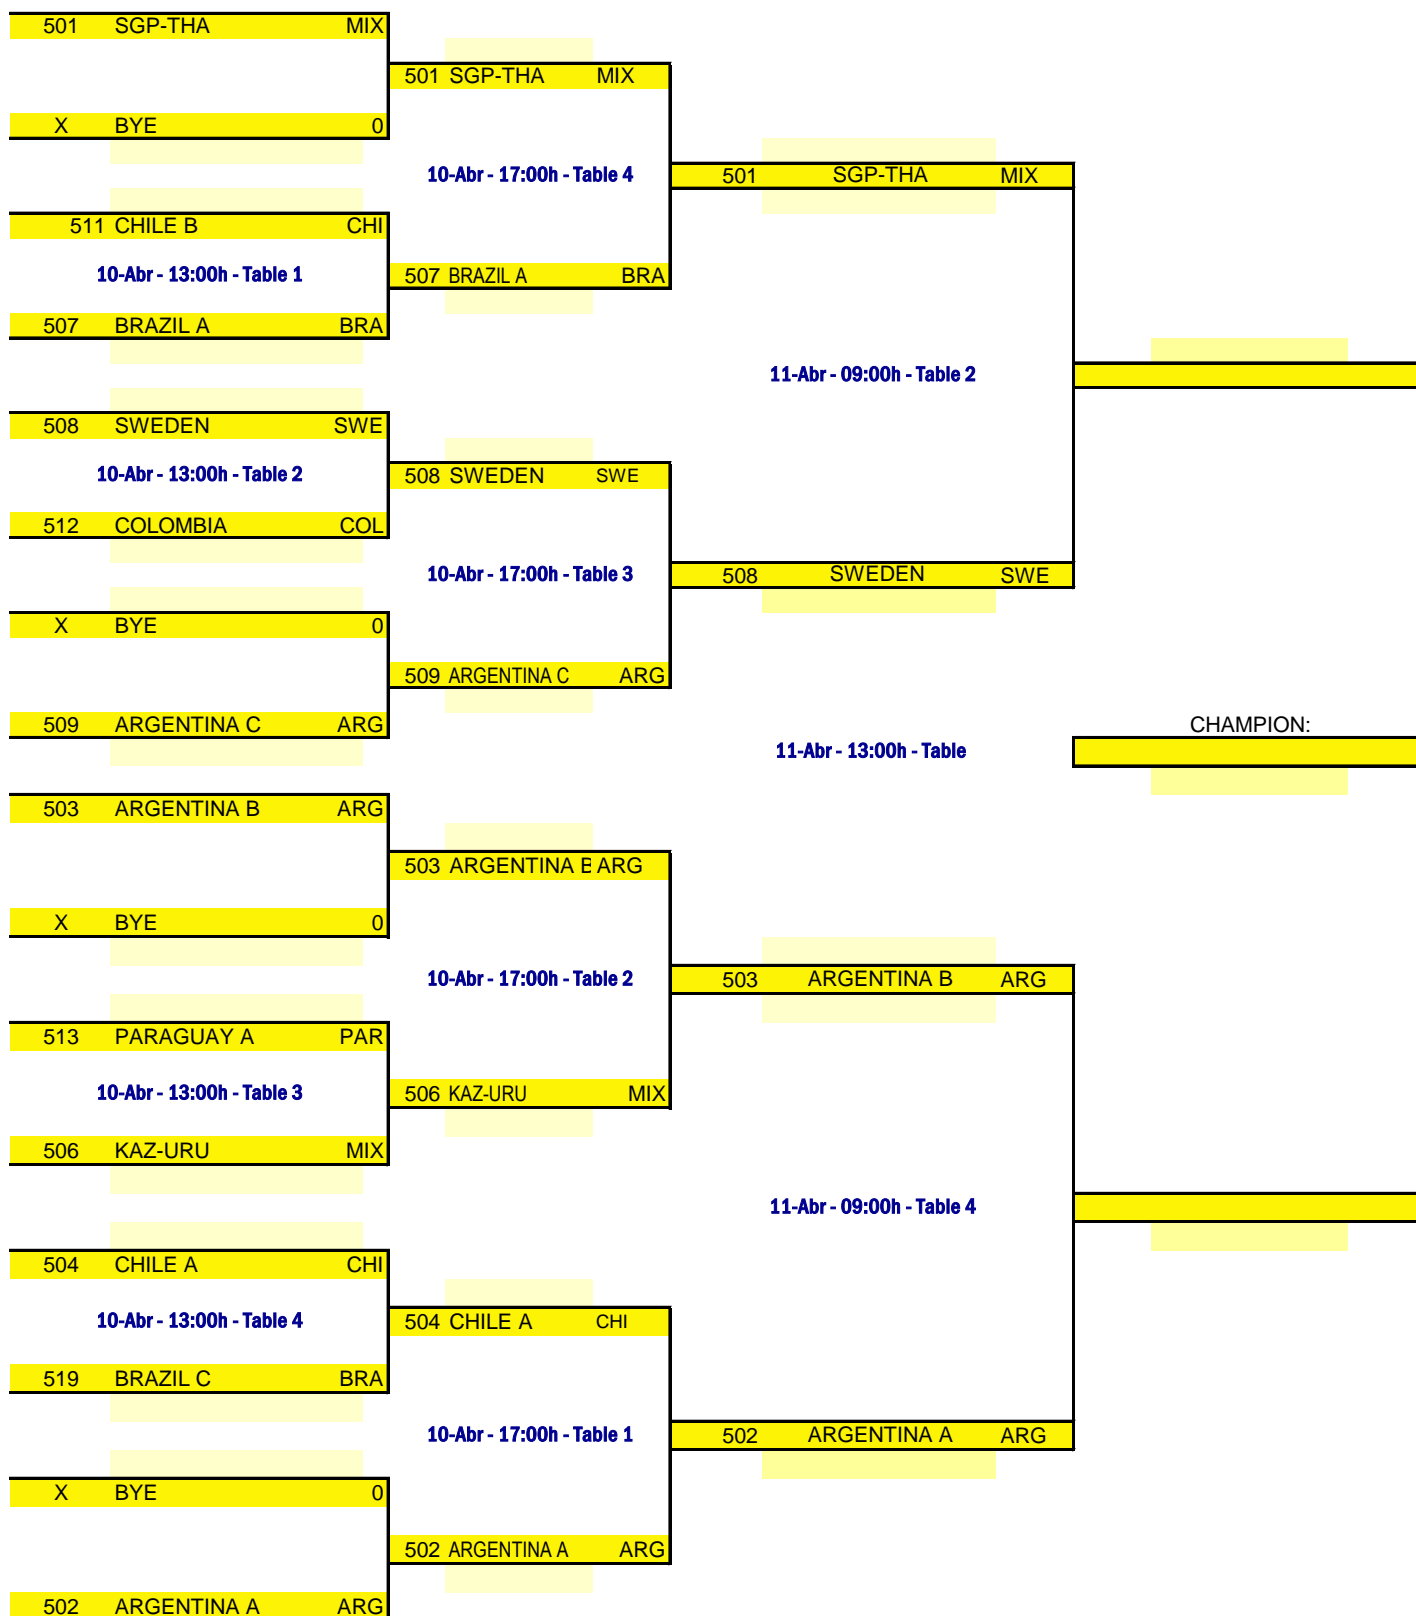 501 SGP-THA MIX
501 SGP-THA MIX
X BYE 0
10-Abr - 17:00h - Table 4
501 SGP-THA MIX
511 CHILE B CHI
10-Abr - 13:00h - Table 1
507 BRAZIL A BRA
507 BRAZIL A BRA
11-Abr - 09:00h - Table 2
508 SWEDEN SWE
10-Abr - 13:00h - Table 2
508 SWEDEN SWE
512 COLOMBIA COL
10-Abr - 17:00h - Table 3
508 SWEDEN SWE
X BYE 0
509 ARGENTINA C ARG
509 ARGENTINA C ARG
CHAMPION:
11-Abr - 13:00h - Table
503 ARGENTINA B ARG
503 ARGENTINA B ARG
X BYE 0
10-Abr - 17:00h - Table 2
503 ARGENTINA B ARG
513 PARAGUAY A PAR
10-Abr - 13:00h - Table 3
506 KAZ-URU MIX
506 KAZ-URU MIX
11-Abr - 09:00h - Table 4
504 CHILE A CHI
10-Abr - 13:00h - Table 4
504 CHILE A CHI
519 BRAZIL C BRA
10-Abr - 17:00h - Table 1
502 ARGENTINA A ARG
X BYE 0
502 ARGENTINA A ARG
502 ARGENTINA A ARG